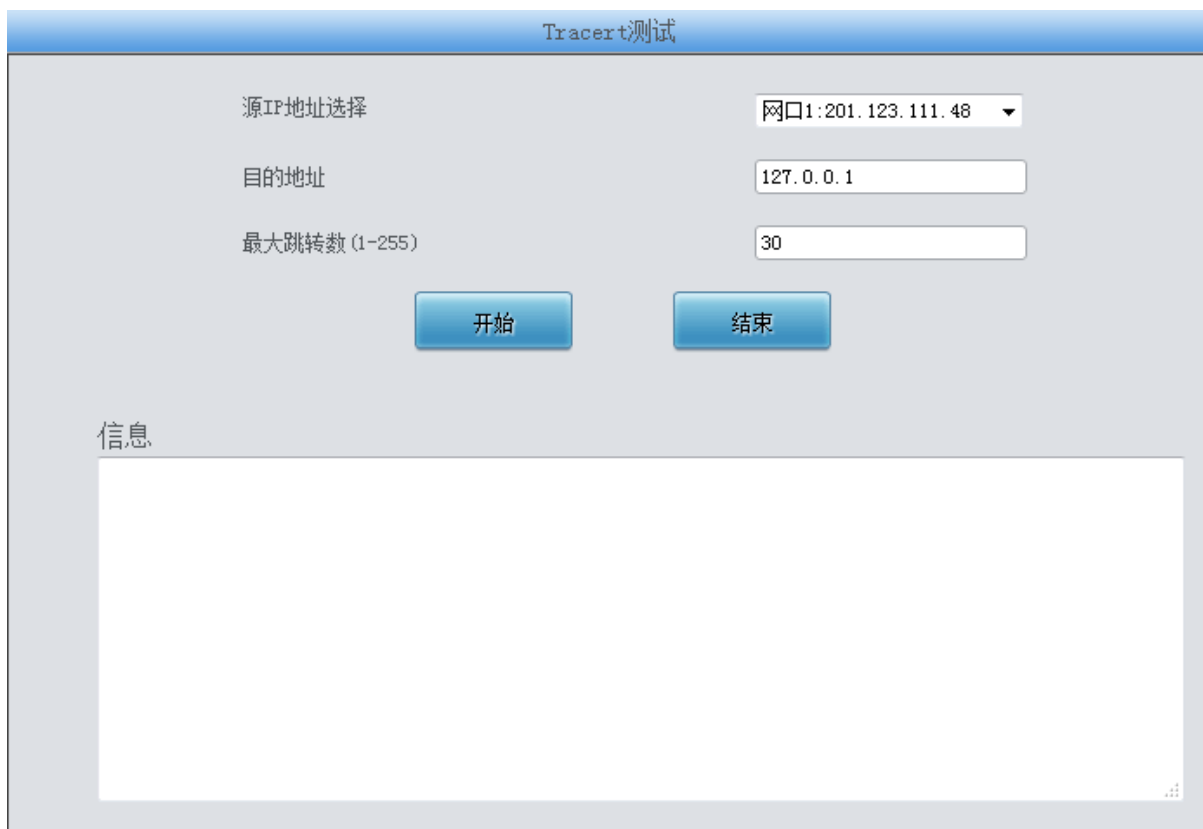 Tracert测试
源IP地址选择 网口1:201.123.111.48
目的地址 127.0.0.1
最大跳转数(1-255) 30
开始 结束
信息